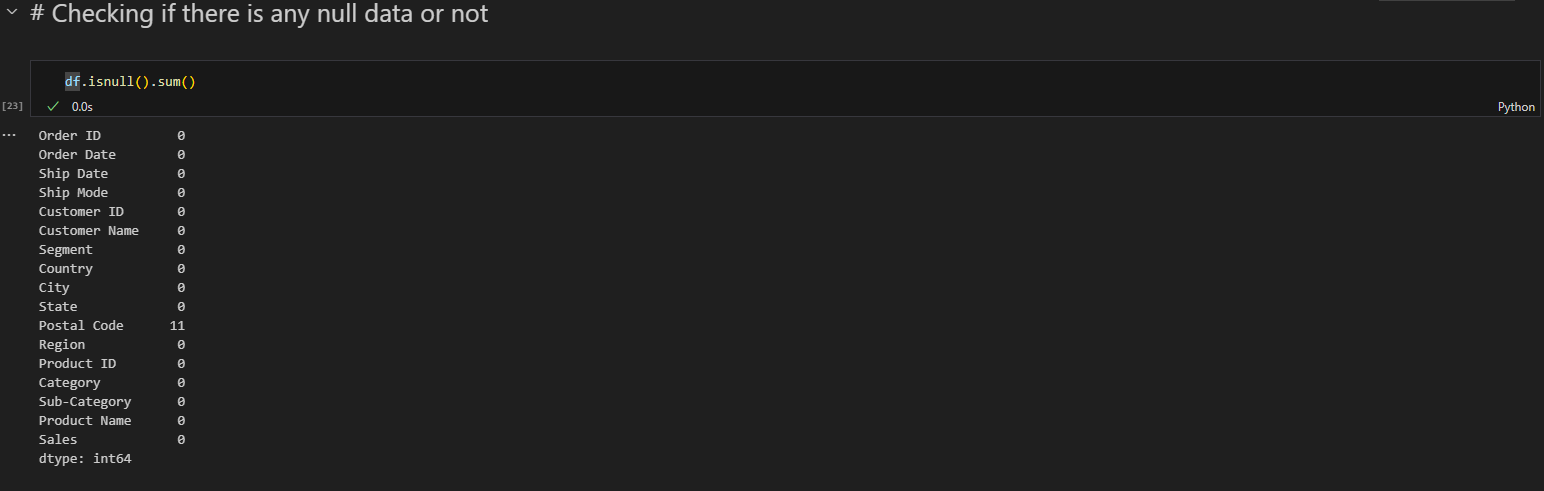 # Checking if there is any null data or not
df.isnull().sum()
[23] 0.0s Python
... Order ID 0
Order Date 0
Ship Date 0
Ship Mode 0
Customer ID 0
Customer Name 0
Segment 0
Country 0
City 0
State 0
Postal Code 11
Region 0
Product ID 0
Category 0
Sub-Category 0
Product Name 0
Sales 0
dtype: int64